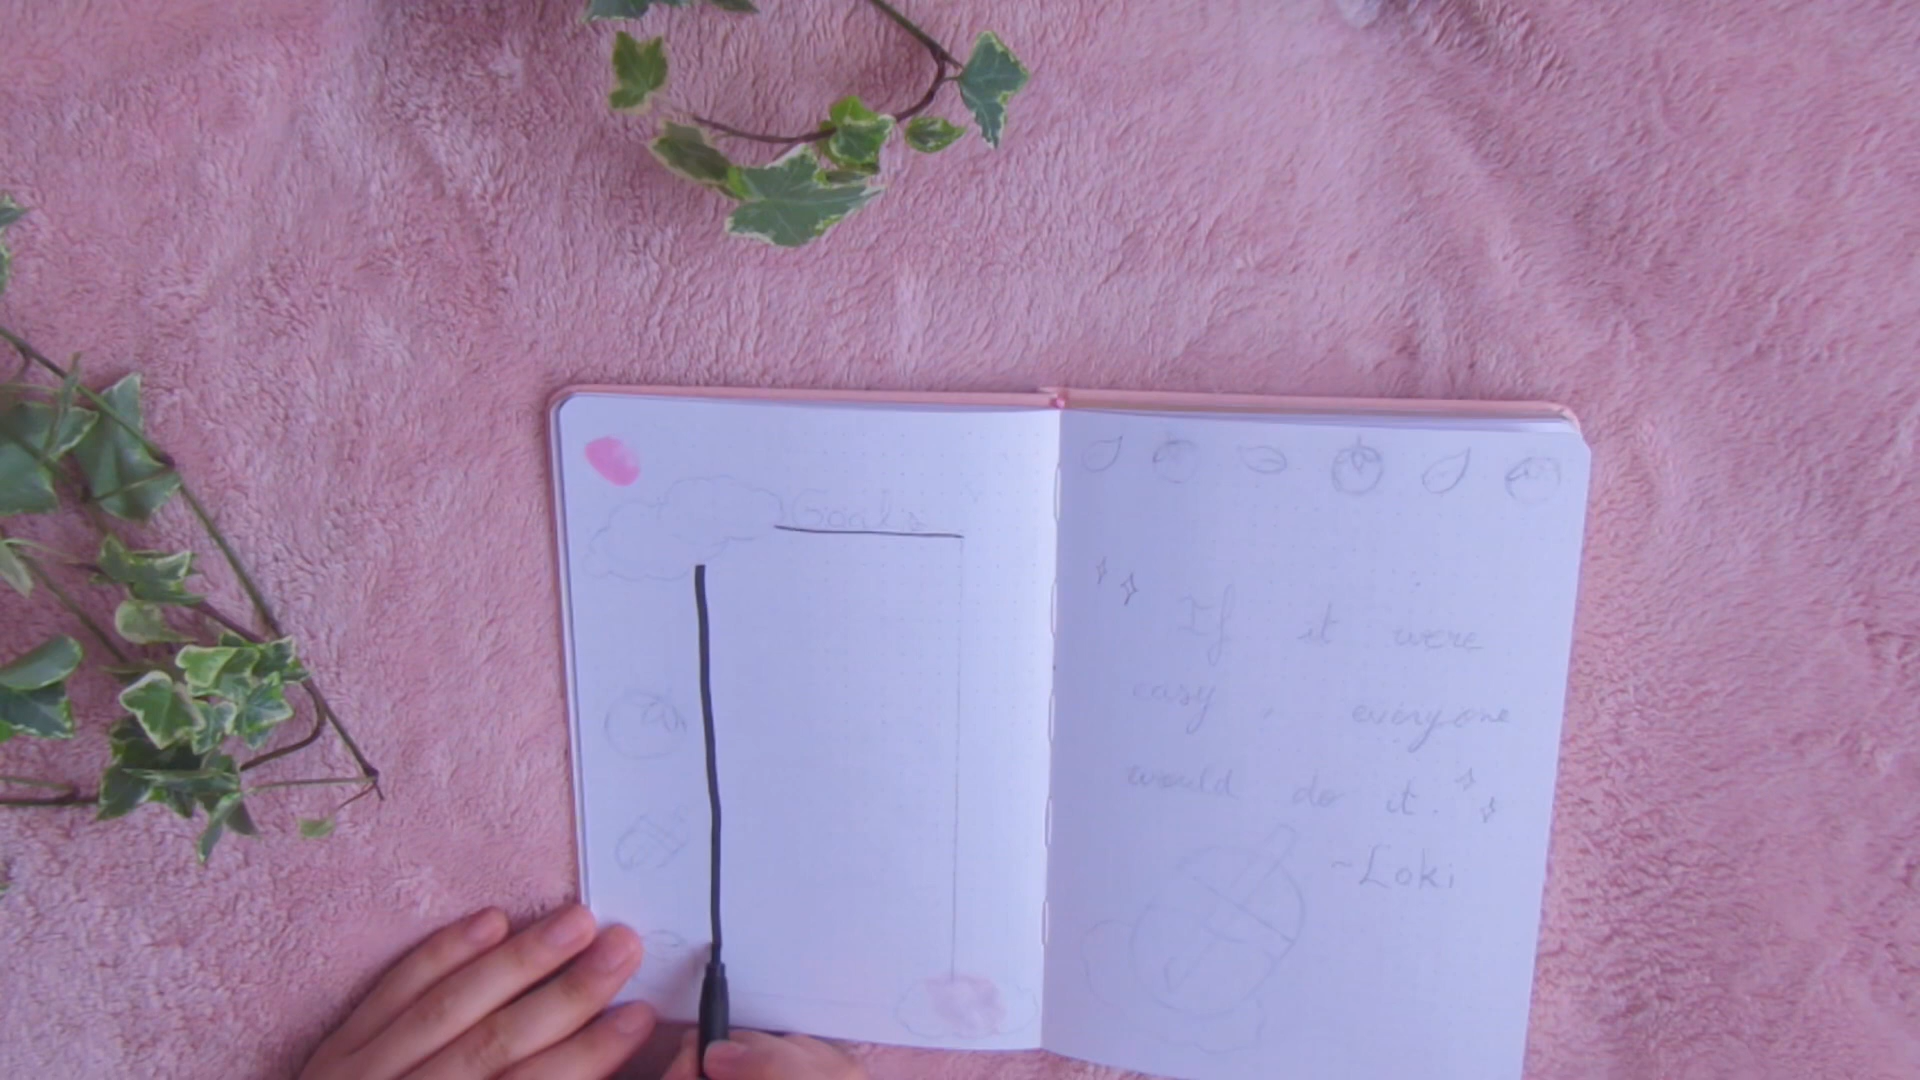 Goals
If it were
easy, everyone
would do it.
~Loki